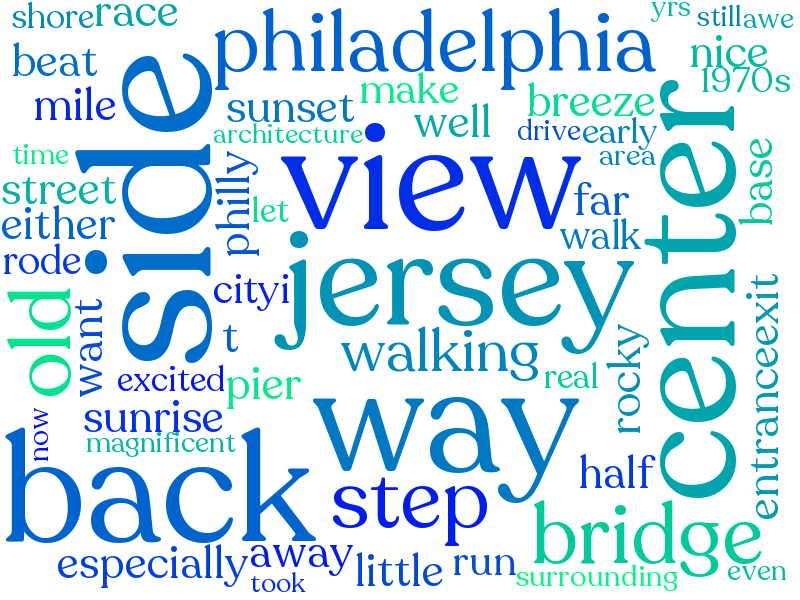 shore race
yrs
still awe
philadelphia
beat
nice
1970s
mile
sunset
make
breeze
side
architecture
well
drive early
area
time
street
philly
let
view
far
center
base
either
walk
rode
cityi
jersey
old
want
t
walking
rocky
entrance exit
excited
pier
real
sunrise
way
now
magnificent
back
step
half
bridge
especially
away
took
little
run
surrounding
even